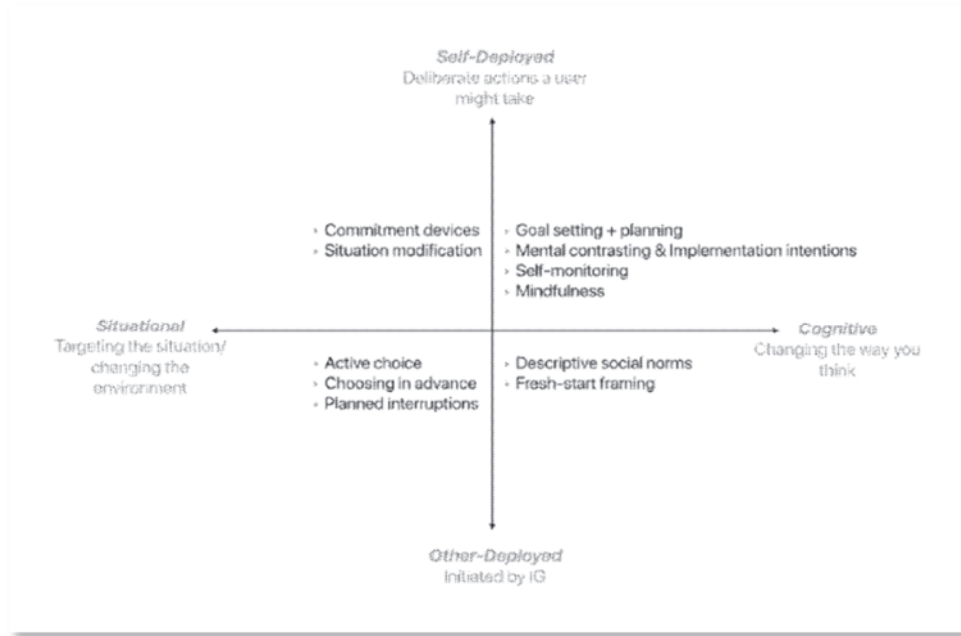 Self-Deployed
Deliberate actions a user
might take
Commitment devices
Situation modification
Goal setting + planning
Mental contrasting & Implementation intentions
Self-monitoring
Mindfulness
Situational
Targeting the situation/
changing the
environment
Cognitive
Changing the way you
think
Active choice
Choosing in advance
Planned interruptions
Descriptive social norms
Fresh-start framing
Other-Deployed
Initiated by IG